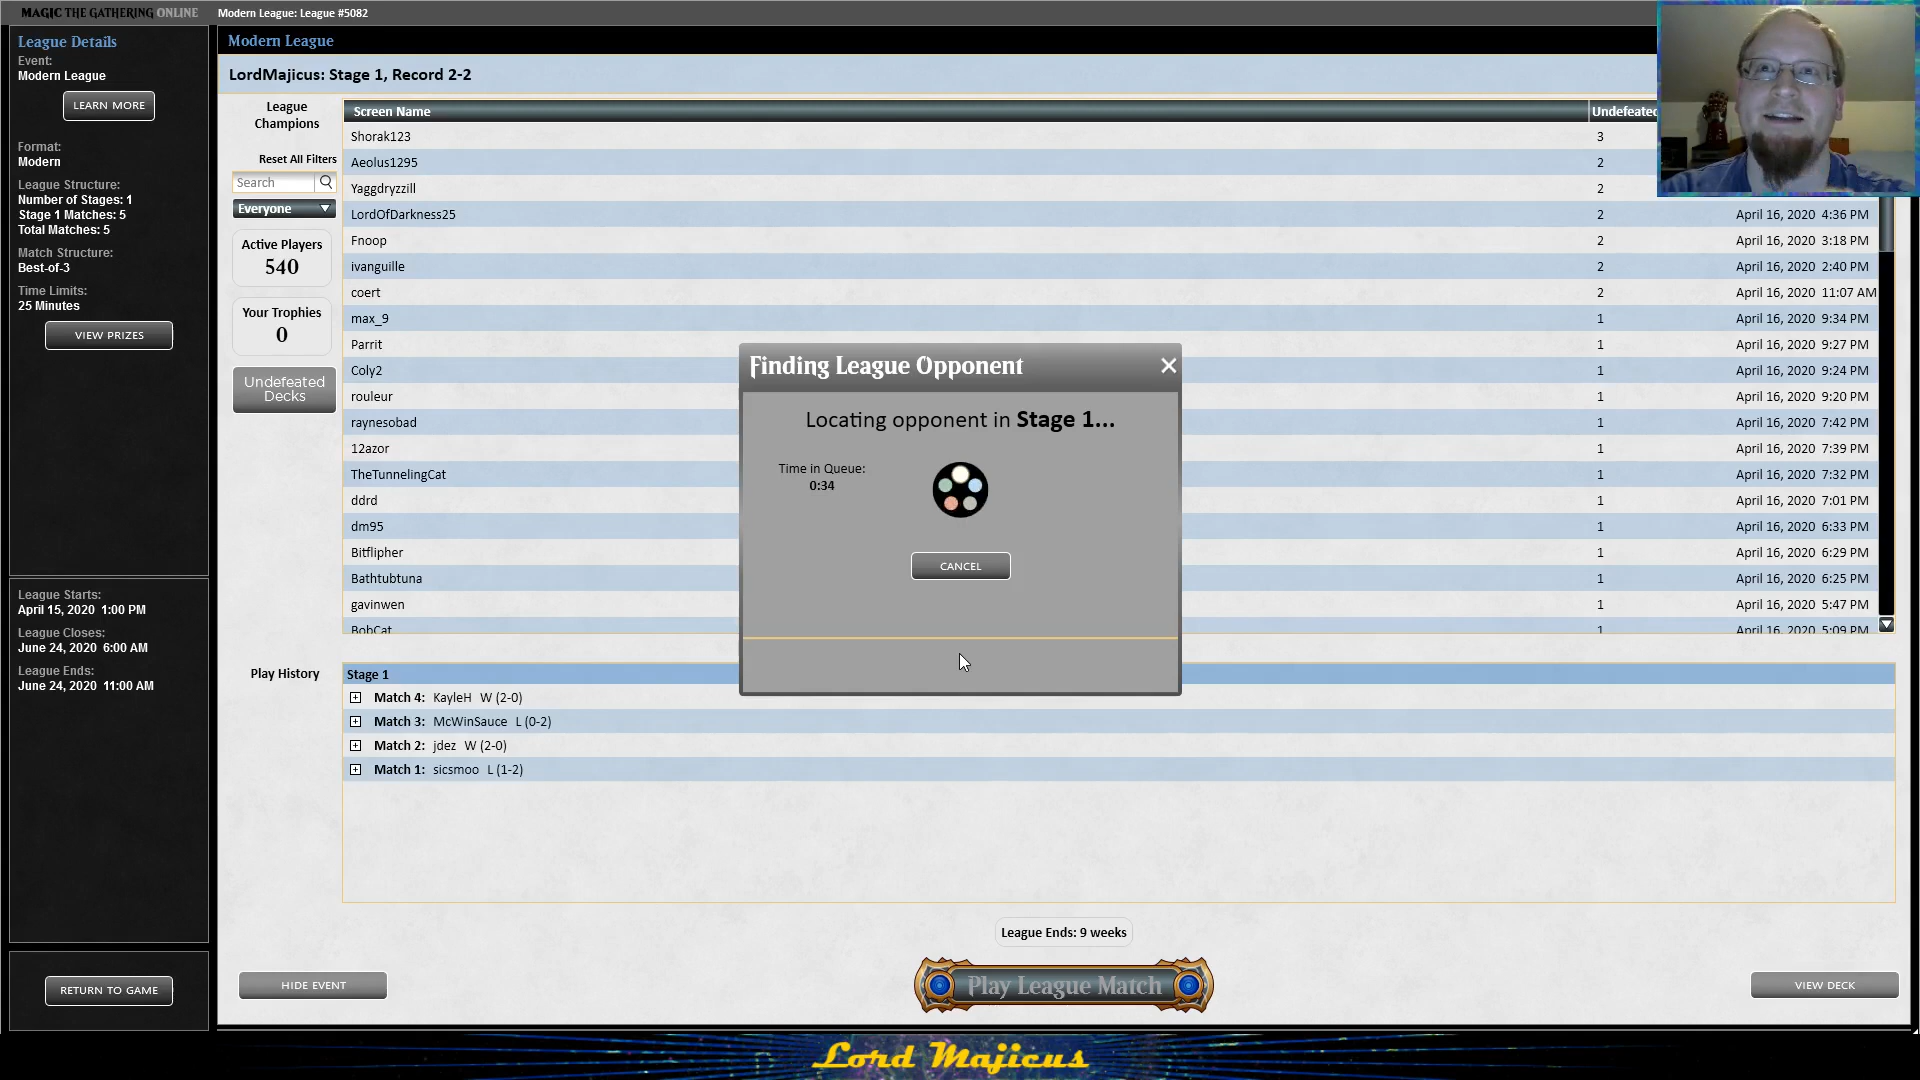 MAGIC THE GATHERING ONLINE
Modern League: League #5082
League Details
Event:
Modern League
LEARN MORE
Format:
Modern
League Structure:
Number of Stages: 1
Stage 1 Matches: 5
Total Matches: 5
Match Structure:
Best-of-3
Time Limits:
25 Minutes
VIEW PRIZES
League Starts:
April 15, 2020 1:00 PM
League Closes:
June 24, 2020 6:00 AM
League Ends:
June 24, 2020 11:00 AM
RETURN TO GAME
Modern League
LordMajicus: Stage 1, Record 2-2
League
Champions
Reset All Filters
Search
Everyone
Active Players
540
Your Trophies
0
Undefeated
Decks
Screen Name Undefeated
Shorak123 3
Aeolus1295 2
Yaggdryzzill 2
LordOfDarkness25 2 April 16, 2020 4:36 PM
Fnoop 2 April 16, 2020 3:18 PM
ivanguille 2 April 16, 2020 2:40 PM
coert 2 April 16, 2020 11:07 AM
max_9 1 April 16, 2020 9:34 PM
Parrit 1 April 16, 2020 9:27 PM
Coly2 1 April 16, 2020 9:24 PM
rouleur 1 April 16, 2020 9:20 PM
raynesobad 1 April 16, 2020 7:42 PM
12azor 1 April 16, 2020 7:39 PM
TheTunnelingCat 1 April 16, 2020 7:32 PM
ddrd 1 April 16, 2020 7:01 PM
dm95 1 April 16, 2020 6:33 PM
Bitflipher 1 April 16, 2020 6:29 PM
Bathtubtuna 1 April 16, 2020 6:25 PM
gavinwen 1 April 16, 2020 5:47 PM
BobCat 1 April 16, 2020 5:09 PM
Finding League Opponent
Locating opponent in Stage 1...
Time in Queue:
0:34
CANCEL
Play History
Stage 1
Match 4: KayleH W (2-0)
Match 3: McWinSauce L (0-2)
Match 2: jdez W (2-0)
Match 1: sicsmoo L (1-2)
League Ends: 9 weeks
HIDE EVENT
Play League Match
VIEW DECK
Lord Majicus